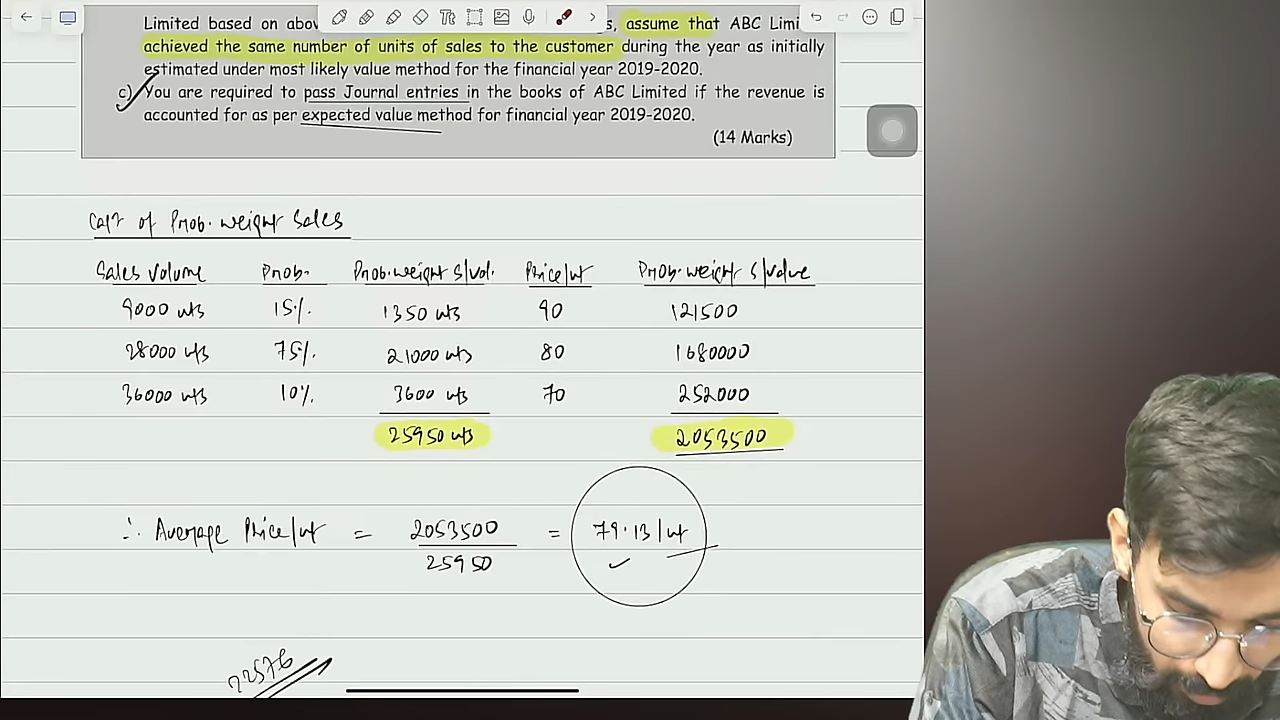 Limited based on abov s, assume that ABC Limi
achieved the same number of units of sales to the customer during the year as initially
estimated under most likely value method for the financial year 2019-2020.
c) You are required to pass Journal entries in the books of ABC Limited if the revenue is
accounted for as per expected value method for financial year 2019-2020.
(14 Marks)
Calⁿ of Prob. weight Sales
Sales Volume Prob. Prob. weight S/Vol. Price/ut Prob. weight S/Value
9000 uts 15% 1350 uts 90 121500
28000 uts 75% 21000 uts 80 1680000
36000 uts 10% 3600 uts 70 252000
25950 uts 2053500
∴ Average Price/ut = 2053500 = 79.13/ut
25950
22576